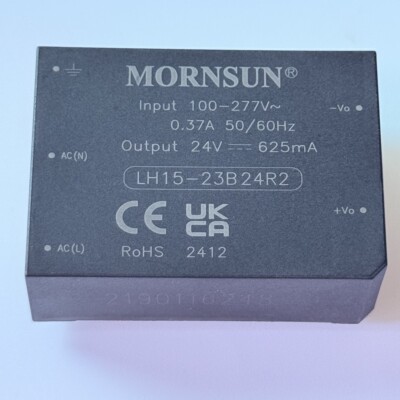 MORNSUN®
Input 100-277V~
0.37A 50/60Hz
Output 24V ⎓ 625mA
LH15-23B24R2
CE UK CA
RoHS 2412
AC(N)
AC(L)
-Vo
+Vo